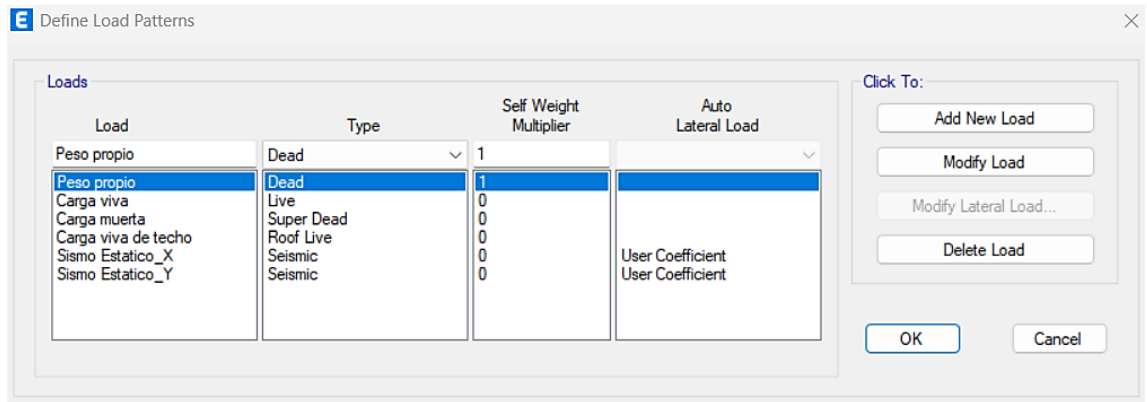 E Define Load Patterns
Loads
Click To:
Load Type Self Weight Multiplier Auto Lateral Load
Peso propio Dead 1
Peso propio Dead 1
Carga viva Live 0
Carga muerta Super Dead 0
Carga viva de techo Roof Live 0
Sismo Estatico_X Seismic 0 User Coefficient
Sismo Estatico_Y Seismic 0 User Coefficient
Add New Load
Modify Load
Modify Lateral Load...
Delete Load
OK Cancel